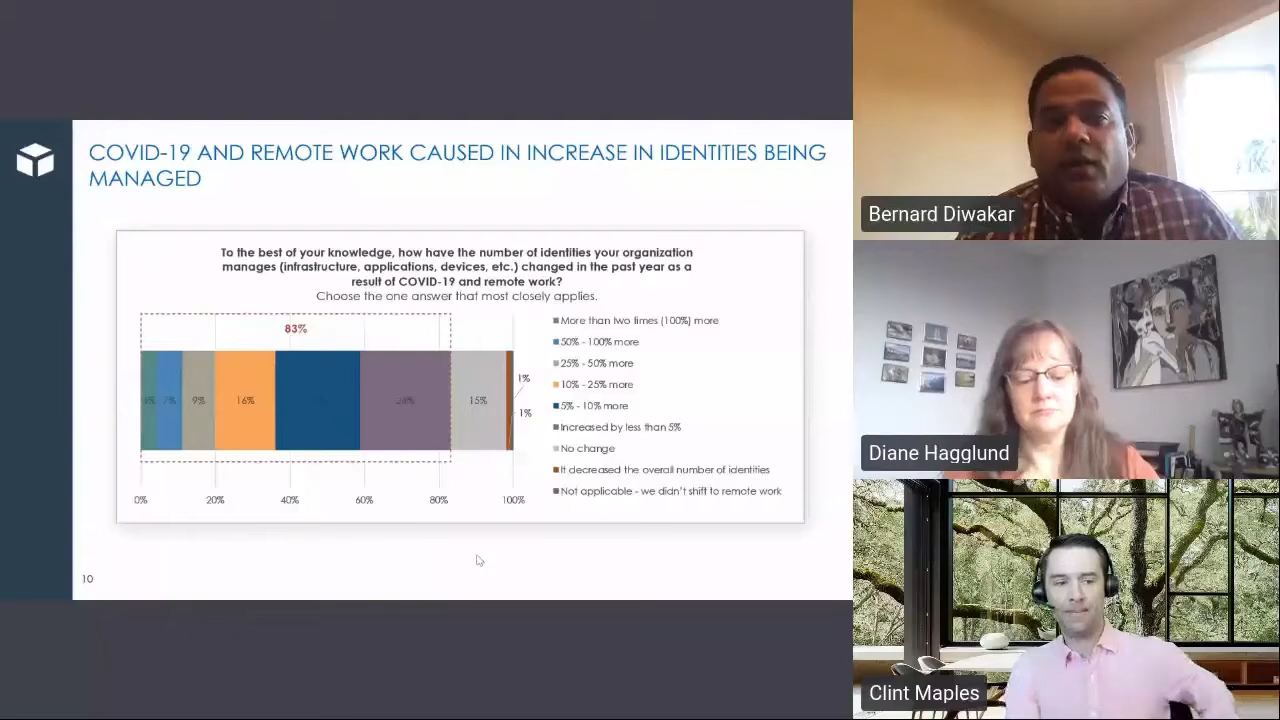 COVID-19 AND REMOTE WORK CAUSED IN INCREASE IN IDENTITIES BEING
MANAGED
To the best of your knowledge, how have the number of identities your organization
manages (infrastructure, applications, devices, etc.) changed in the past year as a
result of COVID-19 and remote work?
Choose the one answer that most closely applies.
83%
7%
9%
16%
15%
1%
1%
0%
20%
40%
60%
80%
100%
More than two times (100%) more
50% - 100% more
25% - 50% more
10% - 25% more
5% - 10% more
Increased by less than 5%
No change
It decreased the overall number of identities
Not applicable - we didn't shift to remote work
10
Bernard Diwakar
Diane Hagglund
Clint Maples